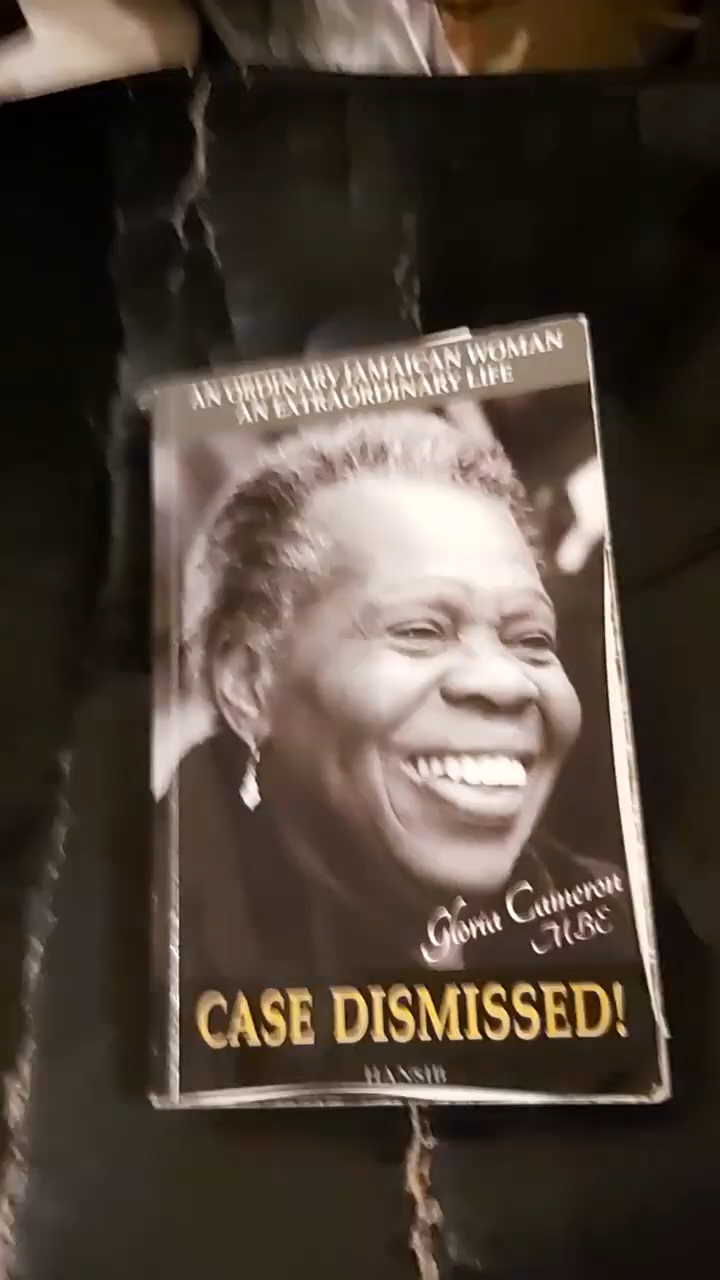 AN ORDINARY JAMAICAN WOMAN
AN EXTRAORDINARY LIFE
Gloria Cameron
MBE
CASE DISMISSED!
HANSIB